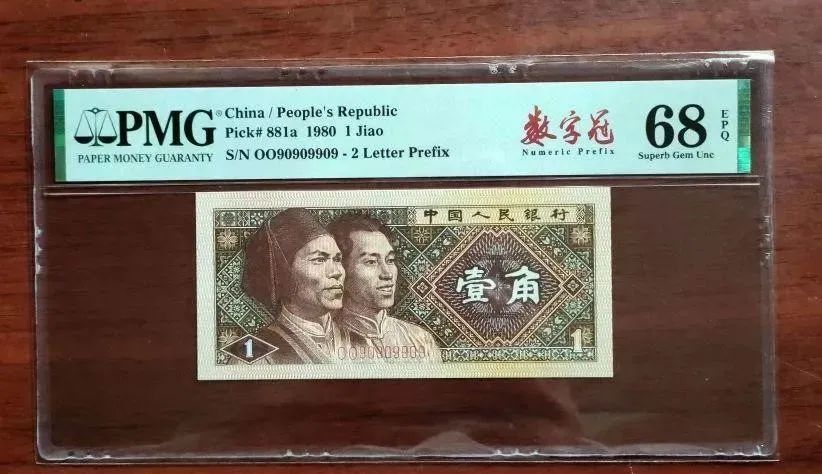 PMG
PAPER MONEY GUARANTY
China / People's Republic
Pick# 881a 1980 1 Jiao
S/N OO90909909 - 2 Letter Prefix
数字冠
Numeric Prefix
68
EPQ
Superb Gem Unc
中国人民银行
壹角
1
OO90909909
1